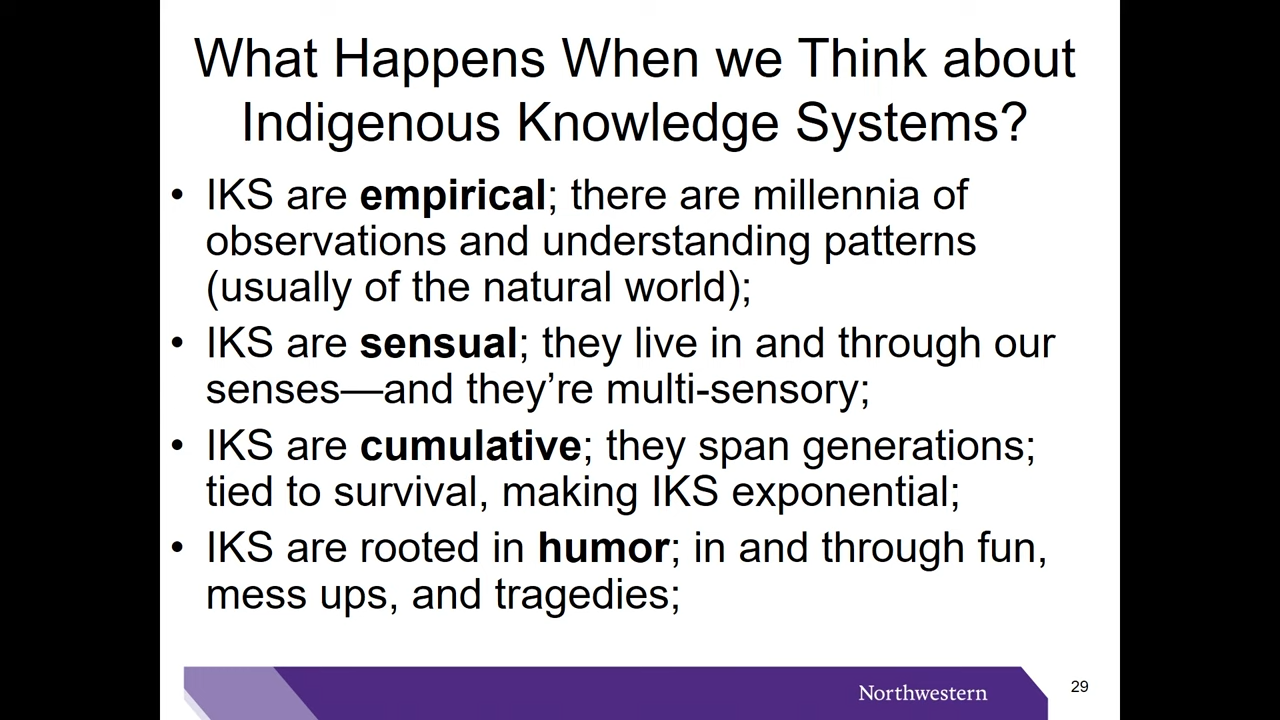 What Happens When we Think about
Indigenous Knowledge Systems?
• IKS are empirical; there are millennia of
observations and understanding patterns
(usually of the natural world);
• IKS are sensual; they live in and through our
senses—and they’re multi-sensory;
• IKS are cumulative; they span generations;
tied to survival, making IKS exponential;
• IKS are rooted in humor; in and through fun,
mess ups, and tragedies;
Northwestern
29